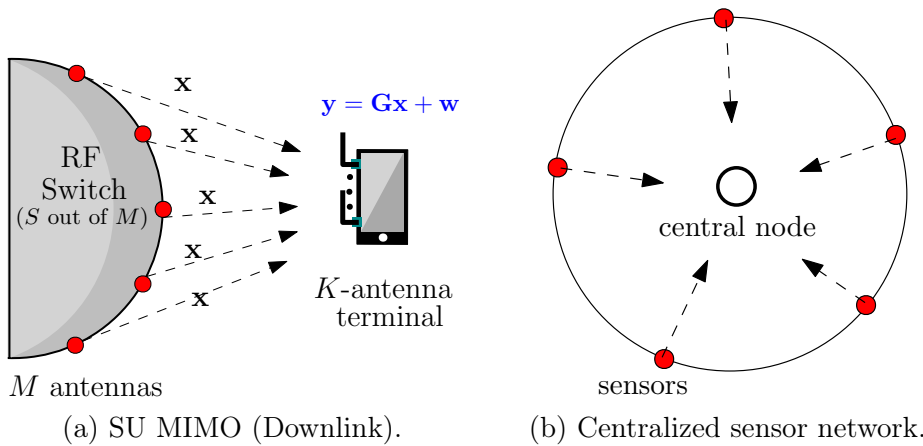 RF
Switch
(S out of M)
x
x
x
x
x
y = Gx + w
K-antenna
terminal
M antennas
(a) SU MIMO (Downlink).
central node
sensors
(b) Centralized sensor network.